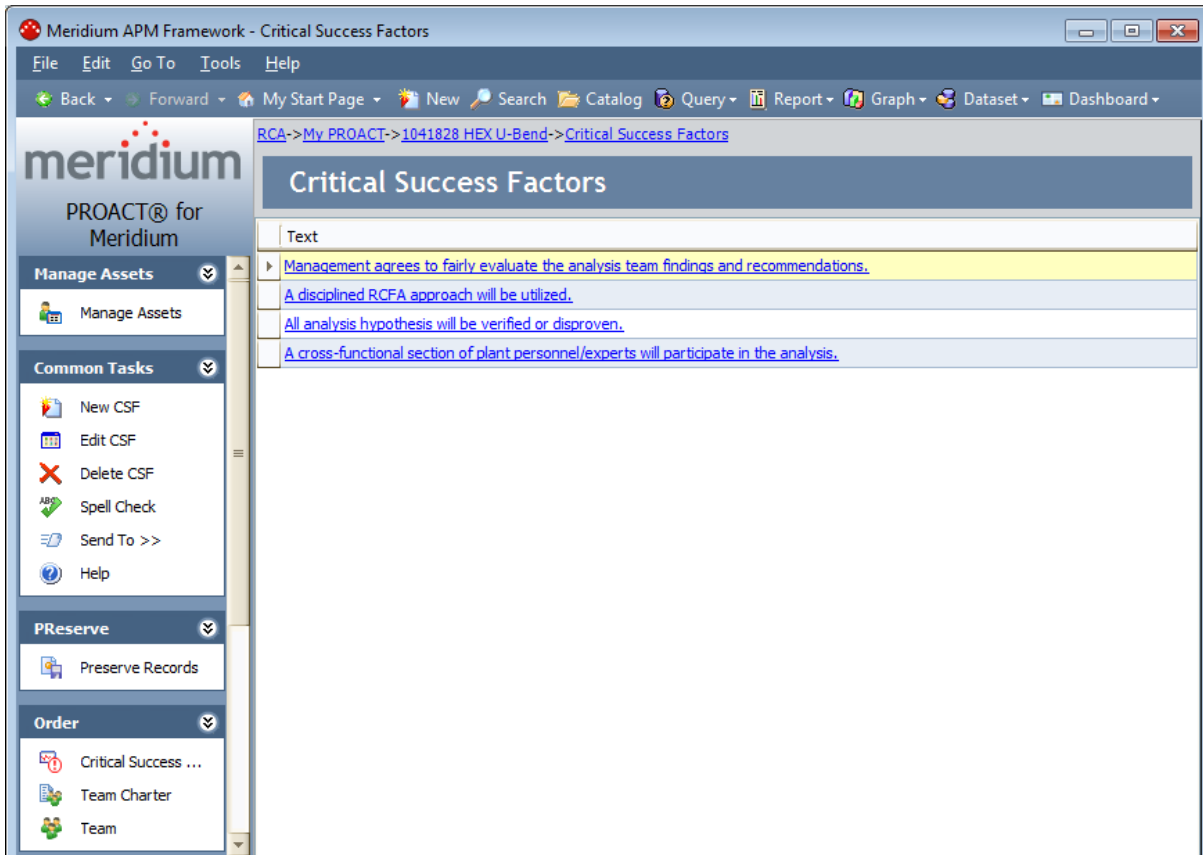 Meridium APM Framework - Critical Success Factors
File Edit Go To Tools Help
Back Forward My Start Page New Search Catalog Query Report Graph Dataset Dashboard
meridium
PROACT® for
Meridium
RCA->My PROACT->1041828 HEX U-Bend->Critical Success Factors
Critical Success Factors
Text
Management agrees to fairly evaluate the analysis team findings and recommendations.
A disciplined RCFA approach will be utilized.
All analysis hypothesis will be verified or disproven.
A cross-functional section of plant personnel/experts will participate in the analysis.
Manage Assets
Manage Assets
Common Tasks
New CSF
Edit CSF
Delete CSF
ABC
Spell Check
Send To >>
Help
PReserve
Preserve Records
Order
Critical Success ...
Team Charter
Team